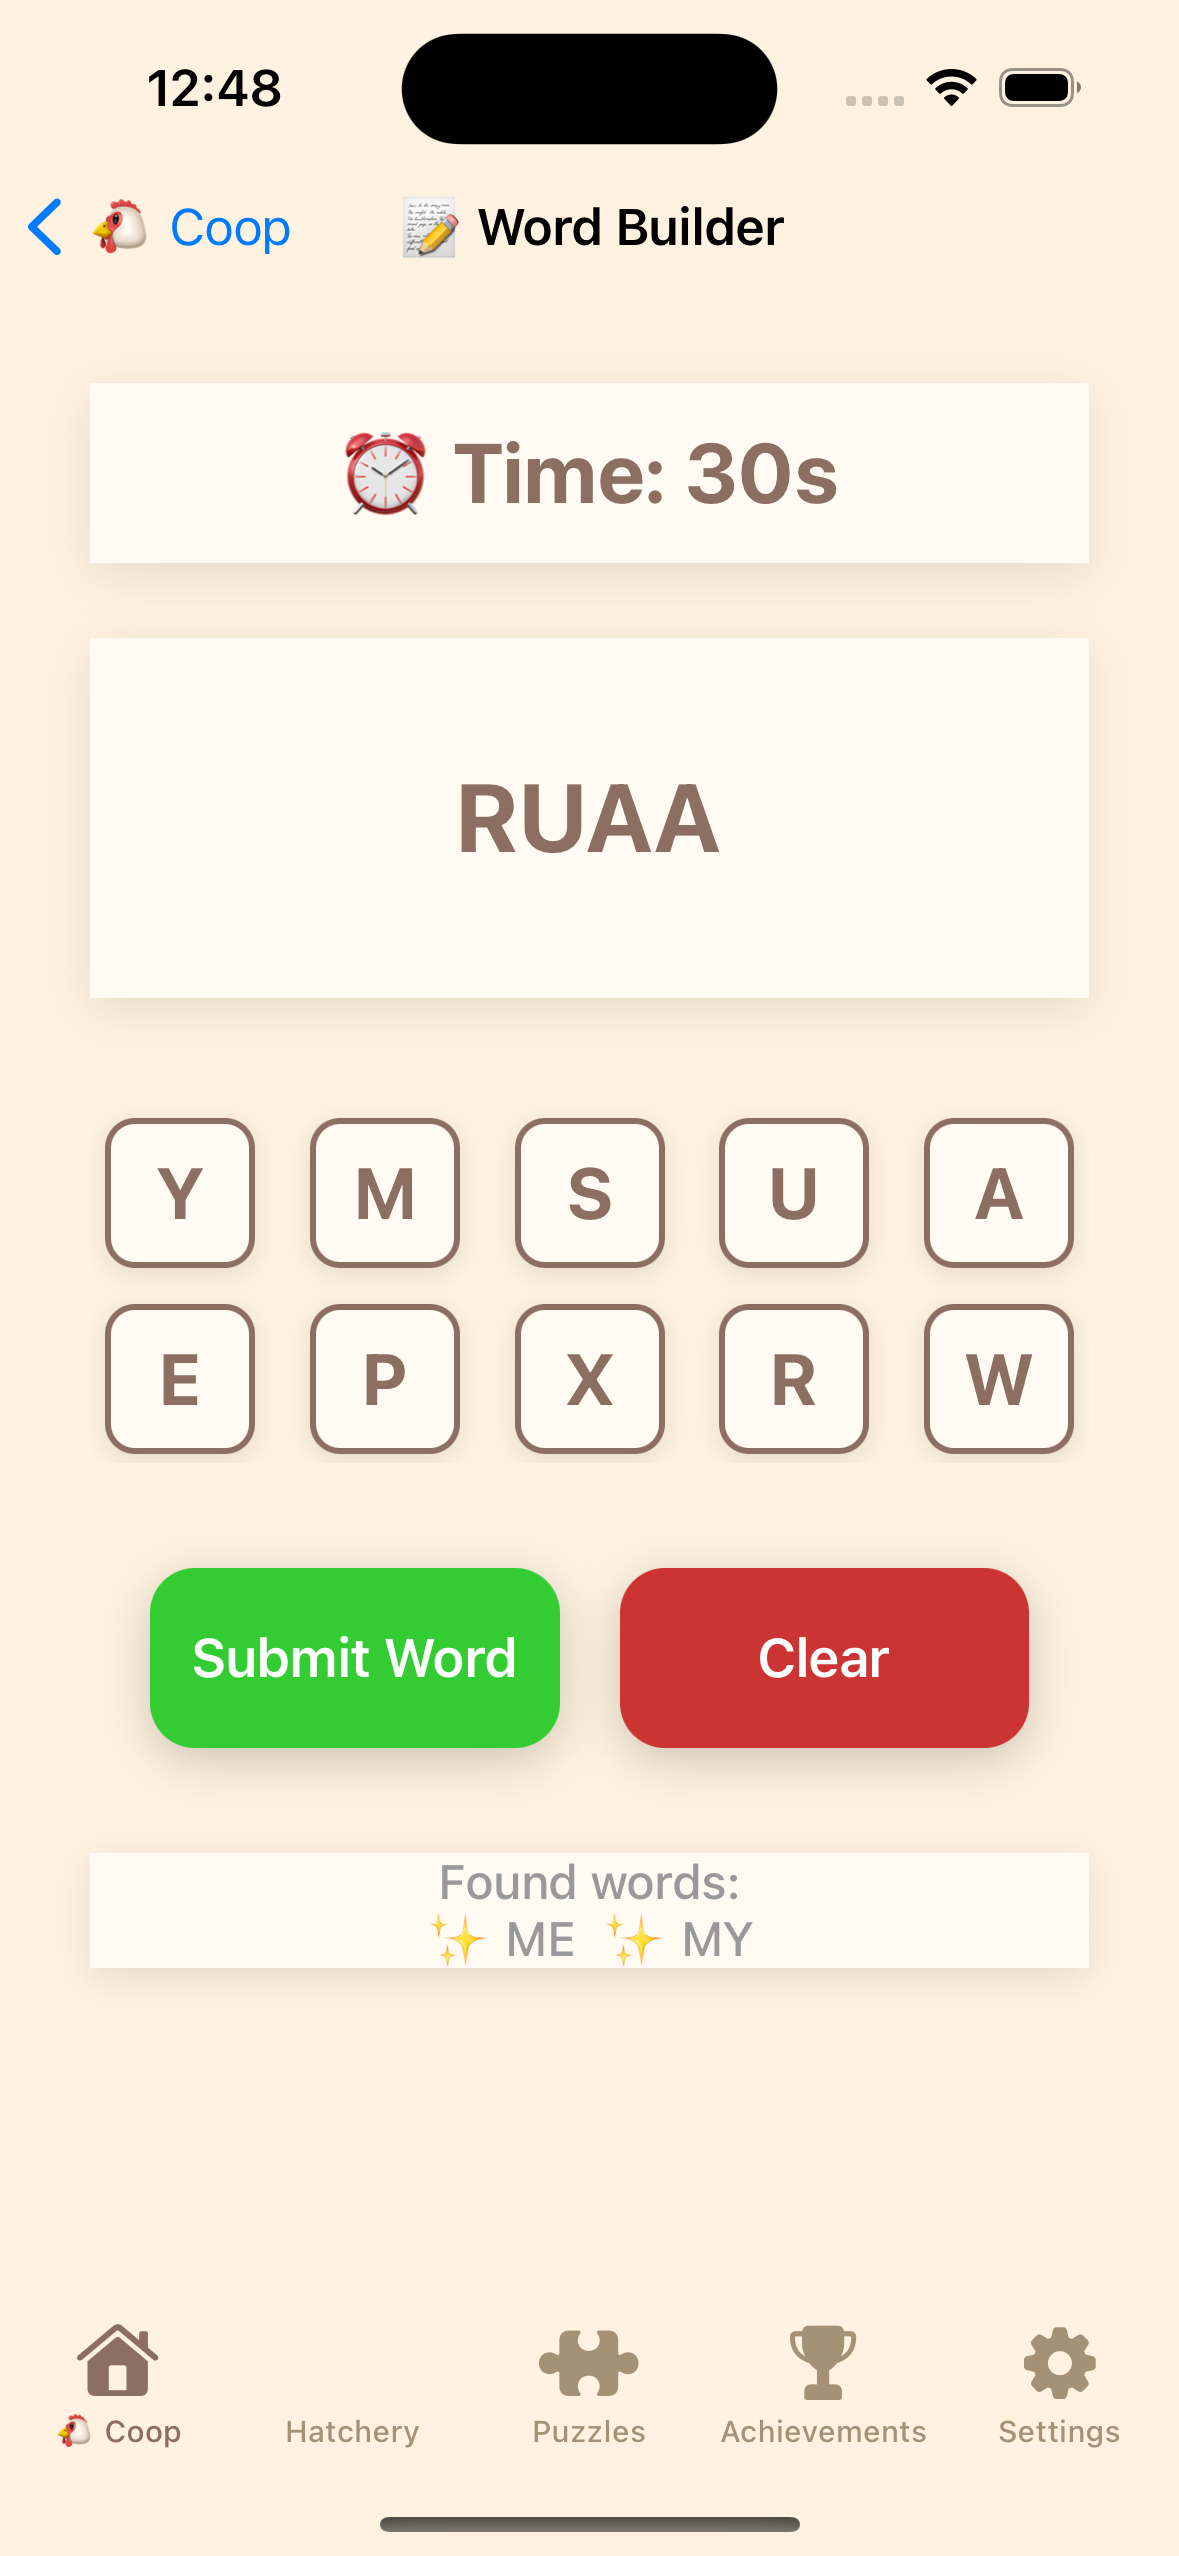 12:48
Coop
Word Builder
Time: 30s
RUAA
Y M S U A
E P X R W
Submit Word
Clear
Found words:
ME MY
Coop
Hatchery
Puzzles
Achievements
Settings